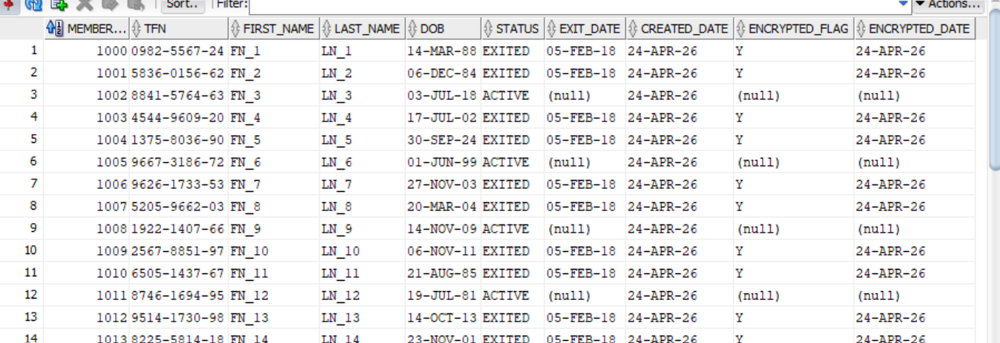 Sort.. Filter: Actions...
MEMBER... TFN FIRST_NAME LAST_NAME DOB STATUS EXIT_DATE CREATED_DATE ENCRYPTED_FLAG ENCRYPTED_DATE
1 1000 0982-5567-24 FN_1 LN_1 14-MAR-88 EXITED 05-FEB-18 24-APR-26 Y 24-APR-26
2 1001 5836-0156-62 FN_2 LN_2 06-DEC-84 EXITED 05-FEB-18 24-APR-26 Y 24-APR-26
3 1002 8841-5764-63 FN_3 LN_3 03-JUL-18 ACTIVE (null) 24-APR-26 (null) (null)
4 1003 4544-9609-20 FN_4 LN_4 17-JUL-02 EXITED 05-FEB-18 24-APR-26 Y 24-APR-26
5 1004 1375-8036-90 FN_5 LN_5 30-SEP-24 EXITED 05-FEB-18 24-APR-26 Y 24-APR-26
6 1005 9667-3186-72 FN_6 LN_6 01-JUN-99 ACTIVE (null) 24-APR-26 (null) (null)
7 1006 9626-1733-53 FN_7 LN_7 27-NOV-03 EXITED 05-FEB-18 24-APR-26 Y 24-APR-26
8 1007 5205-9662-03 FN_8 LN_8 20-MAR-04 EXITED 05-FEB-18 24-APR-26 Y 24-APR-26
9 1008 1922-1407-66 FN_9 LN_9 14-NOV-09 ACTIVE (null) 24-APR-26 (null) (null)
10 1009 2567-8851-97 FN_10 LN_10 06-NOV-11 EXITED 05-FEB-18 24-APR-26 Y 24-APR-26
11 1010 6505-1437-67 FN_11 LN_11 21-AUG-85 EXITED 05-FEB-18 24-APR-26 Y 24-APR-26
12 1011 8746-1694-95 FN_12 LN_12 19-JUL-81 ACTIVE (null) 24-APR-26 (null) (null)
13 1012 9514-1730-98 FN_13 LN_13 14-OCT-13 EXITED 05-FEB-18 24-APR-26 Y 24-APR-26
14 1013 8225-5814-18 FN_14 LN_14 23-NOV-01 EXITED 05-FEB-18 24-APR-26 Y 24-APR-26